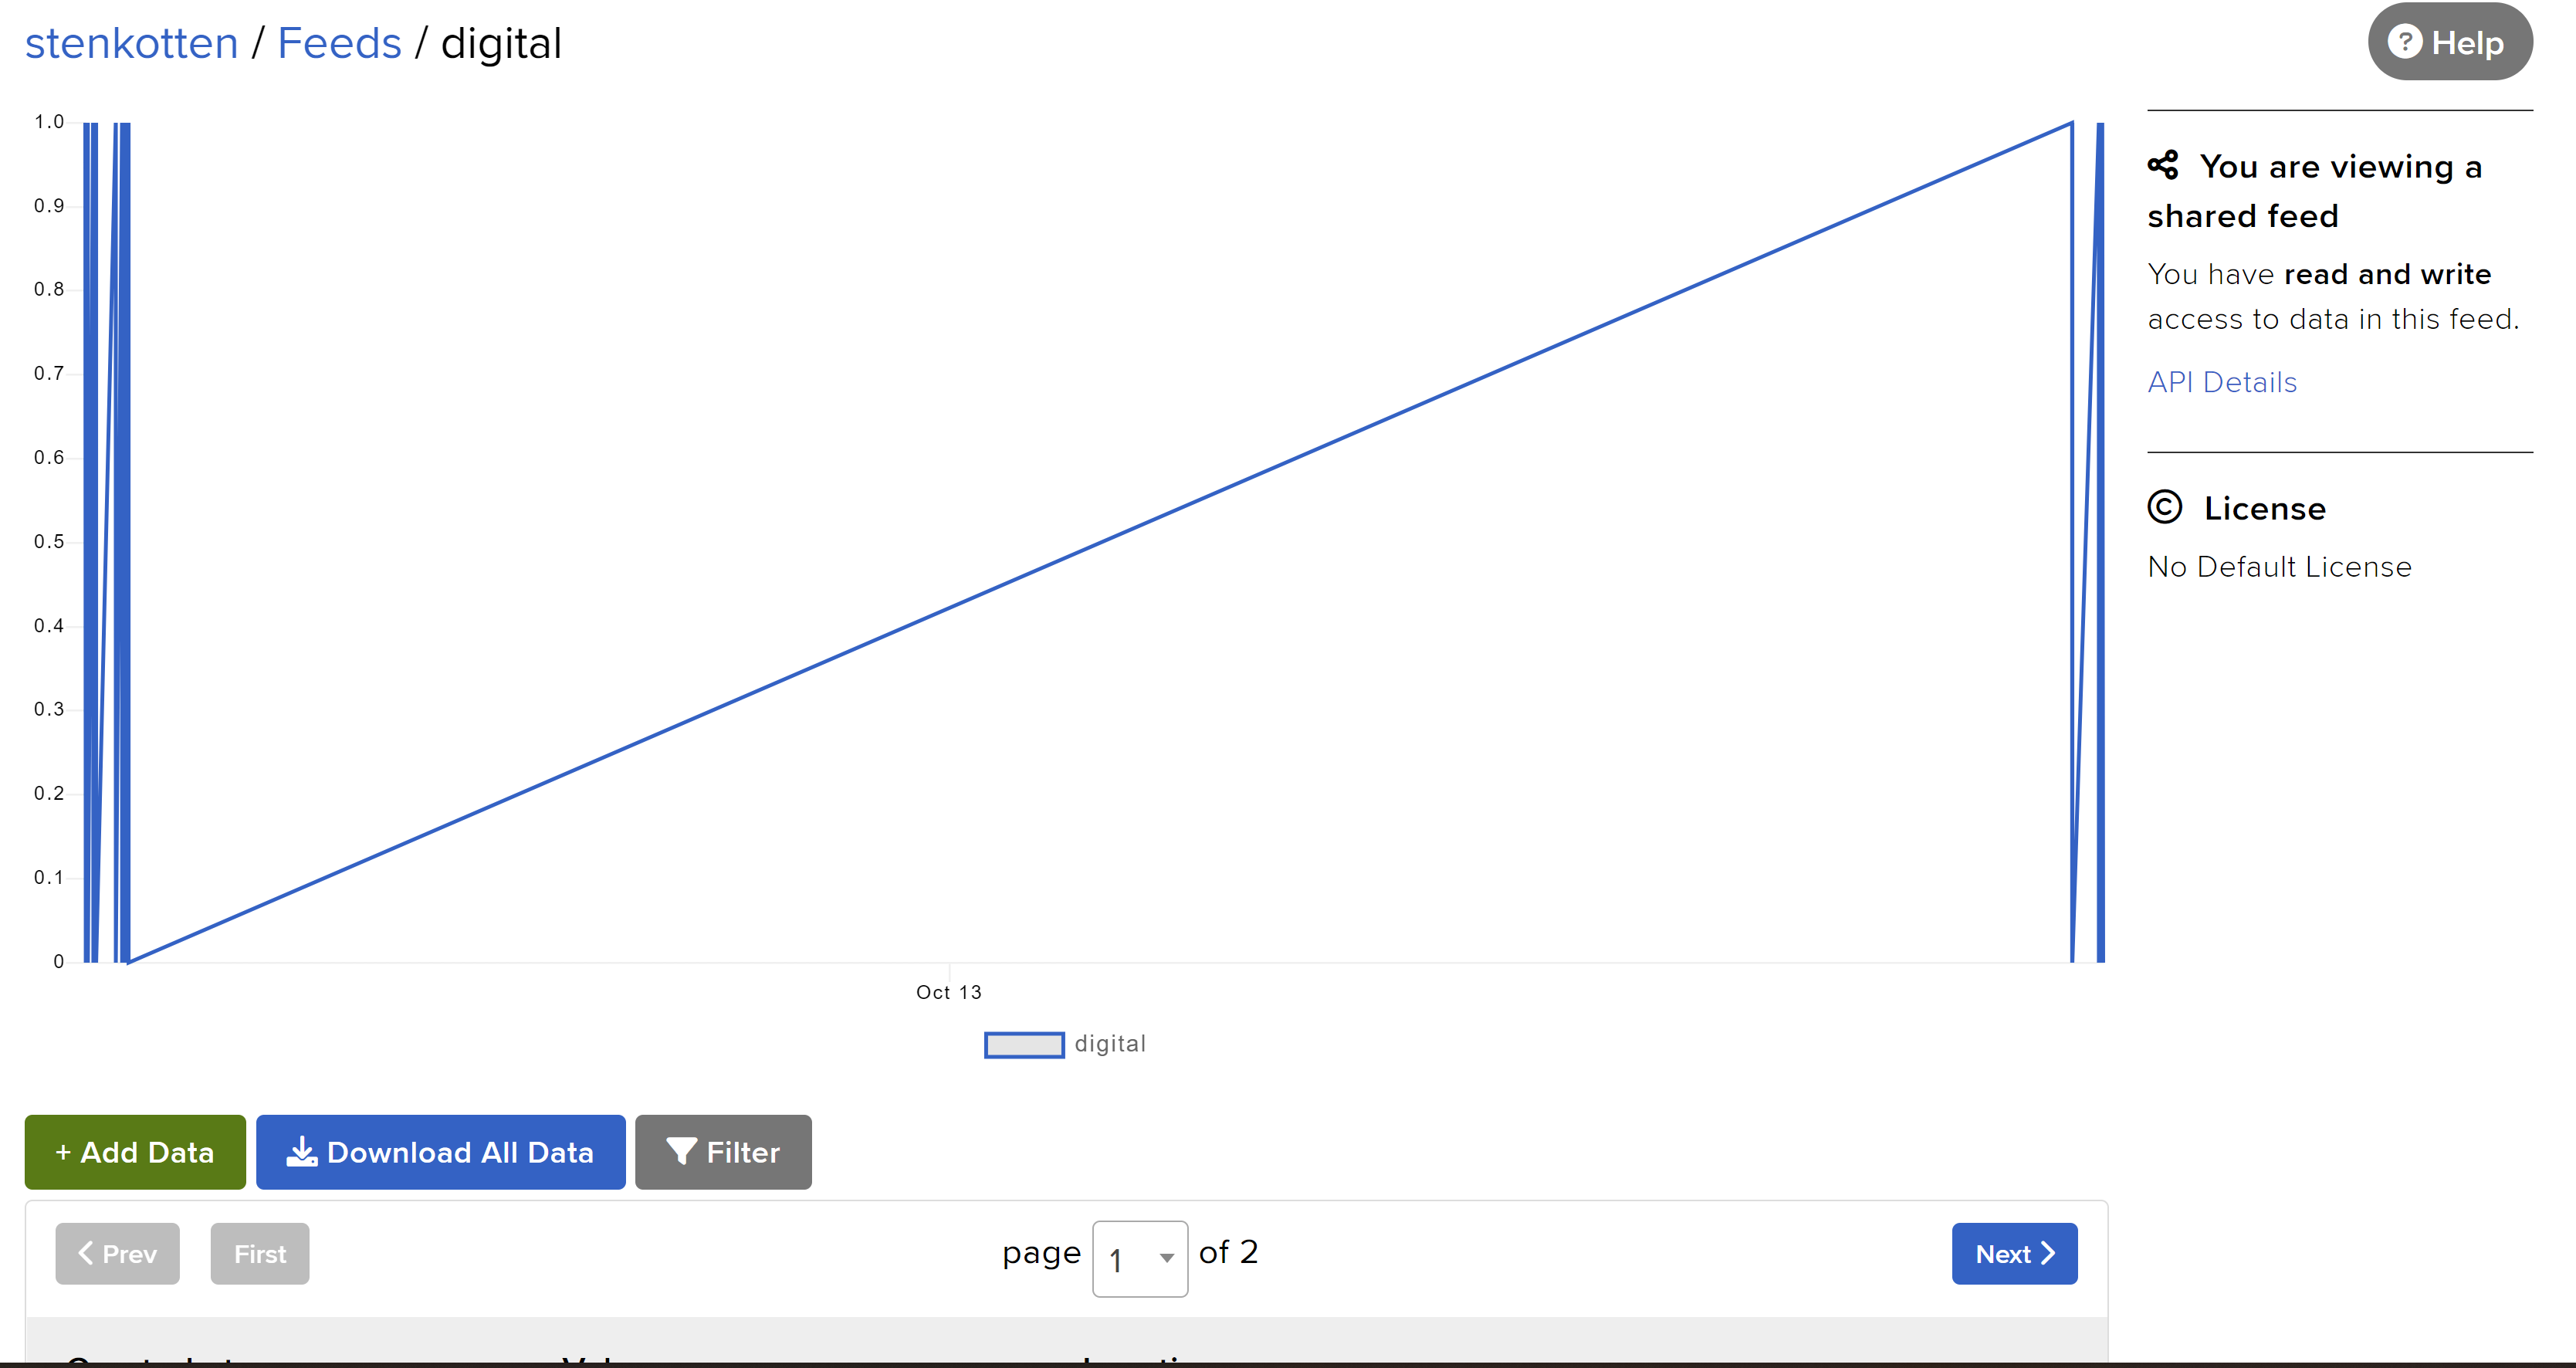 stenkotten / Feeds / digital
Help
1.0
0.9
0.8
0.7
0.6
0.5
0.4
0.3
0.2
0.1
0
Oct 13
digital
You are viewing a
shared feed
You have read and write
access to data in this feed.
API Details
License
No Default License
+ Add Data
Download All Data
Filter
Prev
First
page 1 of 2
Next